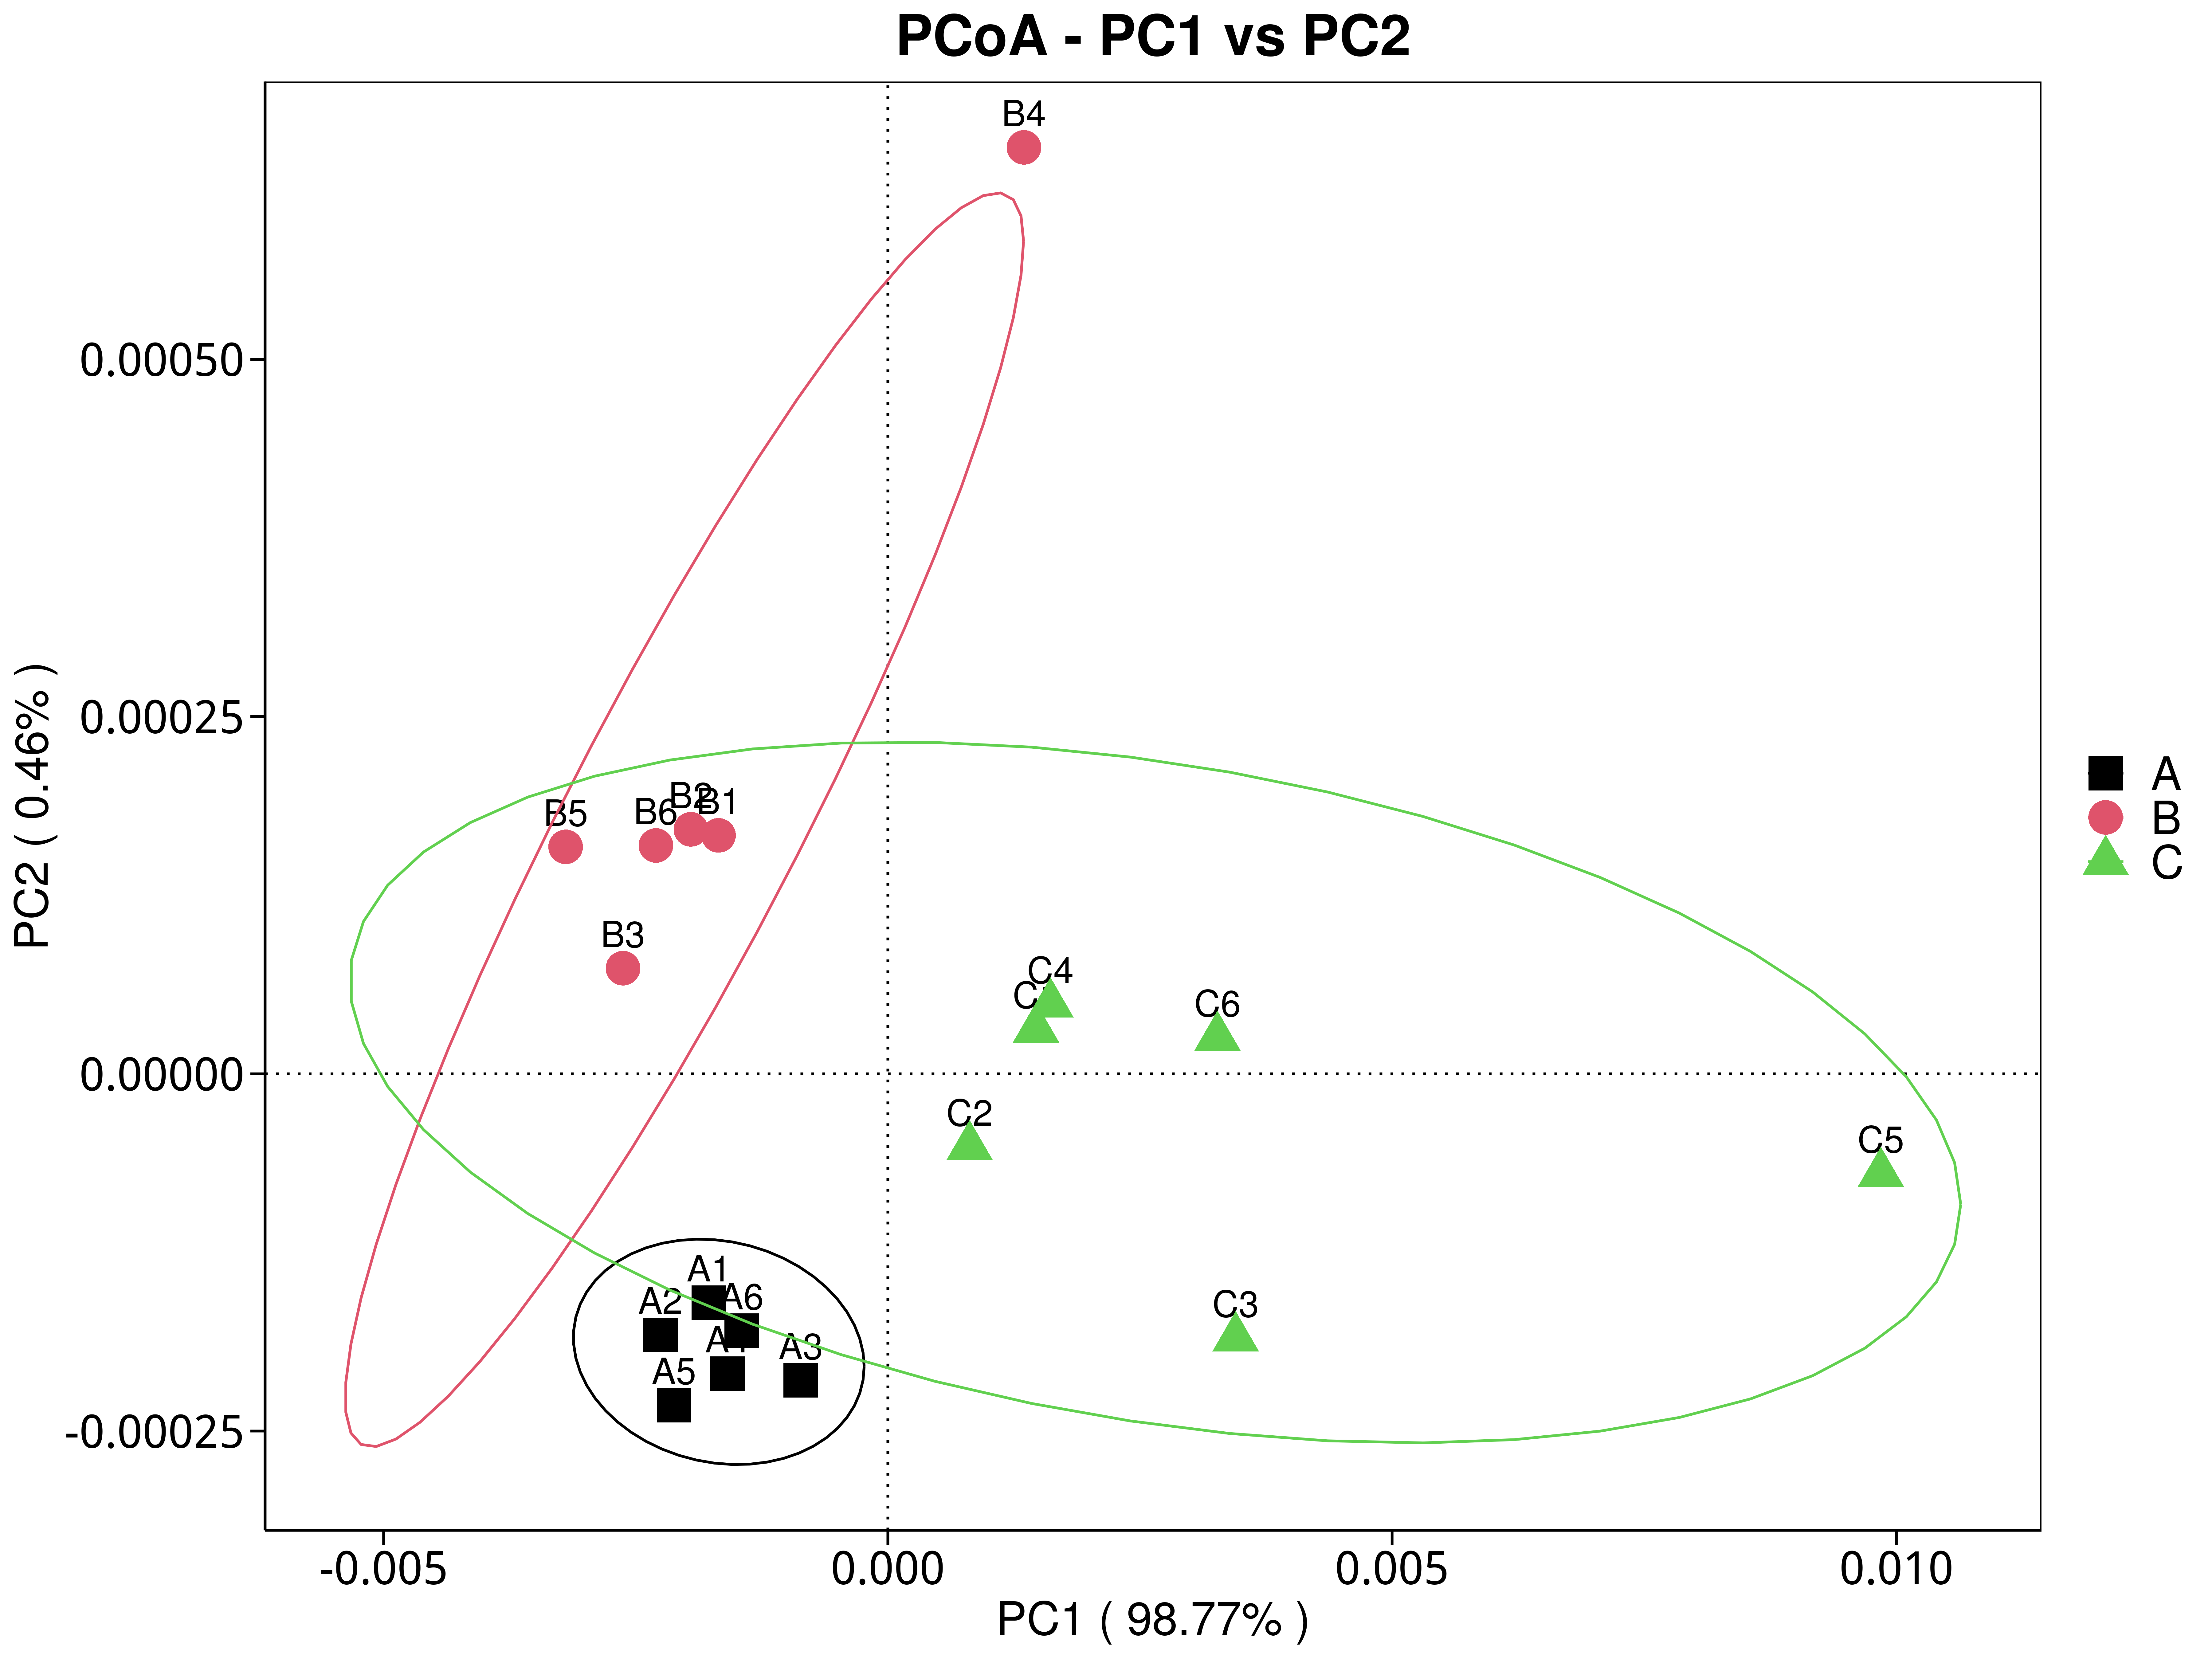 PCoA - PC1 vs PC2
B4
0.00050
0.00025
B2
B5
B6
B1
B3
C4
C6
0.00000
C2
C5
A1
A6
A2
C3
A3
A5
-0.00025
A
B
C
-0.005
0.000
0.005
0.010
PC1 ( 98.77% )
PC2 ( 0.46% )